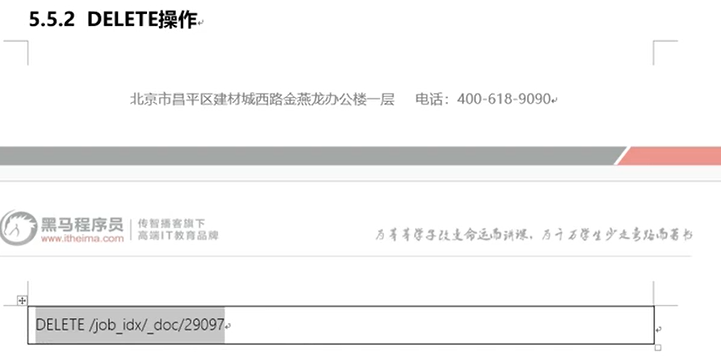 5.5.2 DELETE操作
北京市昌平区建材城西路金燕龙办公楼一层 电话：400-618-9090
黑马程序员
www.itheima.com
传智播客旗下
高端IT教育品牌
为莘莘学子改变命运而讲课，为千万学生少走弯路而著书
DELETE /job_idx/_doc/29097